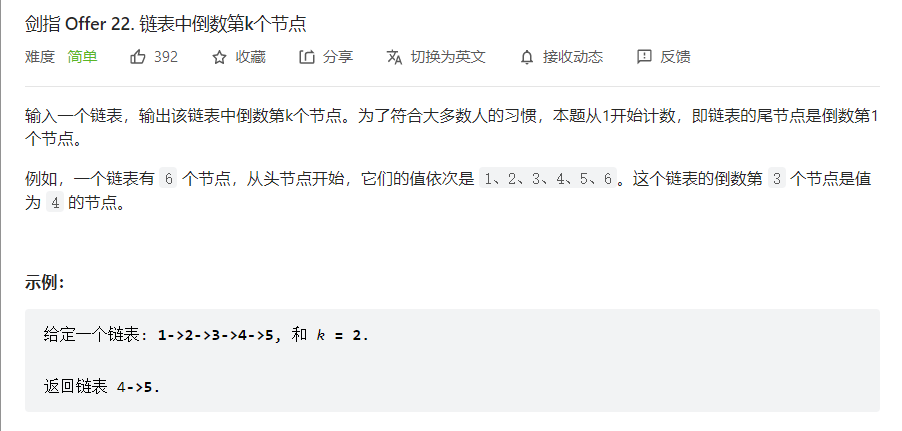 剑指 Offer 22. 链表中倒数第k个节点
难度 简单 392 收藏 分享 切换为英文 接收动态 反馈
输入一个链表，输出该链表中倒数第k个节点。为了符合大多数人的习惯，本题从1开始计数，即链表的尾节点是倒数第1
个节点。
例如，一个链表有 6 个节点，从头节点开始，它们的值依次是 1、2、3、4、5、6。这个链表的倒数第 3 个节点是值
为 4 的节点。
示例：
给定一个链表: 1->2->3->4->5, 和 k = 2.
返回链表 4->5.